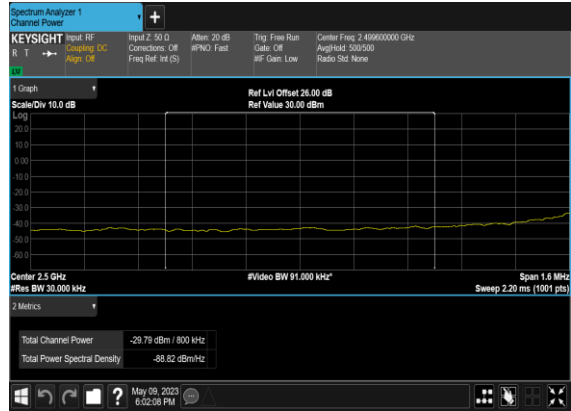 Spectrum Analyzer 1
Channel Power
+
KEYSIGHT
R T
Input: RF
Coupling: DC
Align: Off
Input Z: 50 Ω
Corrections: Off
Freq Ref: Int (S)
Atten: 20 dB
#PNO: Fast
Trig: Free Run
Gate: Off
#IF Gain: Low
Center Freq: 2.499600000 GHz
Avg|Hold: 500/500
Radio Std: None
1 Graph
Scale/Div 10.0 dB
Ref Lvl Offset 26.00 dB
Ref Value 30.00 dBm
Log
20.0
10.0
0.00
-10.0
-20.0
-30.0
-40.0
-50.0
-60.0
Center 2.5 GHz
#Res BW 30.000 kHz
#Video BW 91.000 kHz*
Span 1.6 MHz
Sweep 2.20 ms (1001 pts)
2 Metrics
Total Channel Power -29.79 dBm / 800 kHz
Total Power Spectral Density -88.82 dBm/Hz
?
May 09, 2023
6:02:08 PM